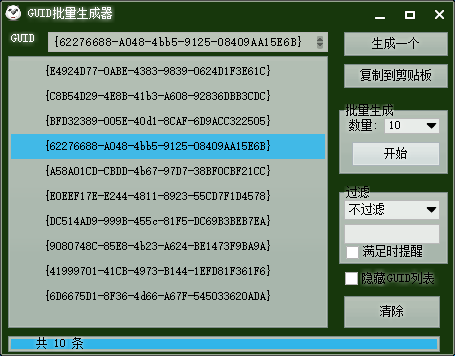 GUID批量生成器
GUID
{62276688-A048-4bb5-9125-08409AA15E6B}
生成一个
复制到剪贴板
{E4924D77-0ABE-4383-9839-0624D1F3E61C}
{C8B54D29-4E8B-41b3-A608-92836DBB3CDC}
{BFD32389-005E-40d1-8CAF-6D9ACC322505}
{62276688-A048-4bb5-9125-08409AA15E6B}
{A58A01CD-CBDD-4b67-97D7-38BF0CBF21CC}
{E0EEF17E-E244-4811-8923-55CD7F1D4578}
{DC514AD9-999B-455c-81F5-DC69B3BEB7EA}
{9080748C-85E8-4b23-A624-BE1473F9BA9A}
{41999701-41CB-4973-B144-1EFD81F361F6}
{6D6675D1-8F36-4d66-A67F-545033620ADA}
批量生成
数量: 10
开始
过滤
不过滤
满足时提醒
隐藏GUID列表
清除
共 10 条